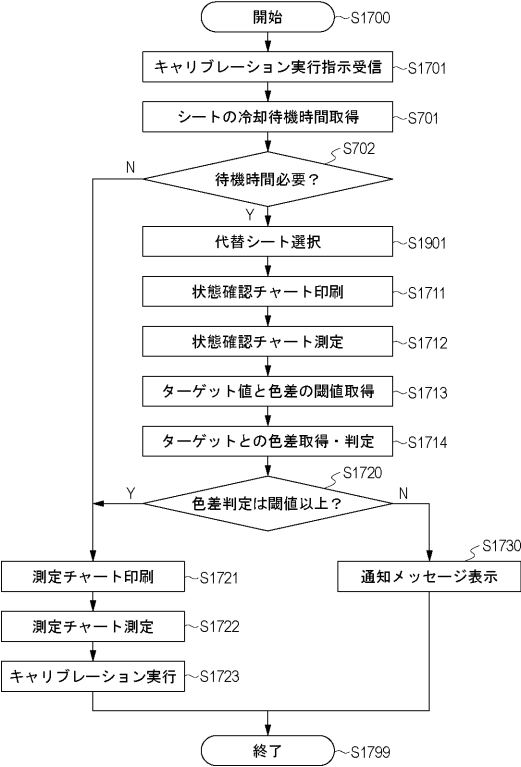 開始
S1700
キャリブレーション実行指示受信
S1701
シートの冷却待機時間取得
S701
S702
待機時間必要？
N
Y
代替シート選択
S1901
状態確認チャート印刷
S1711
状態確認チャート測定
S1712
ターゲット値と色差の閾値取得
S1713
ターゲットとの色差取得・判定
S1714
S1720
色差判定は閾値以上？
Y
N
測定チャート印刷
S1721
S1730
通知メッセージ表示
測定チャート測定
S1722
キャリブレーション実行
S1723
終了
S1799